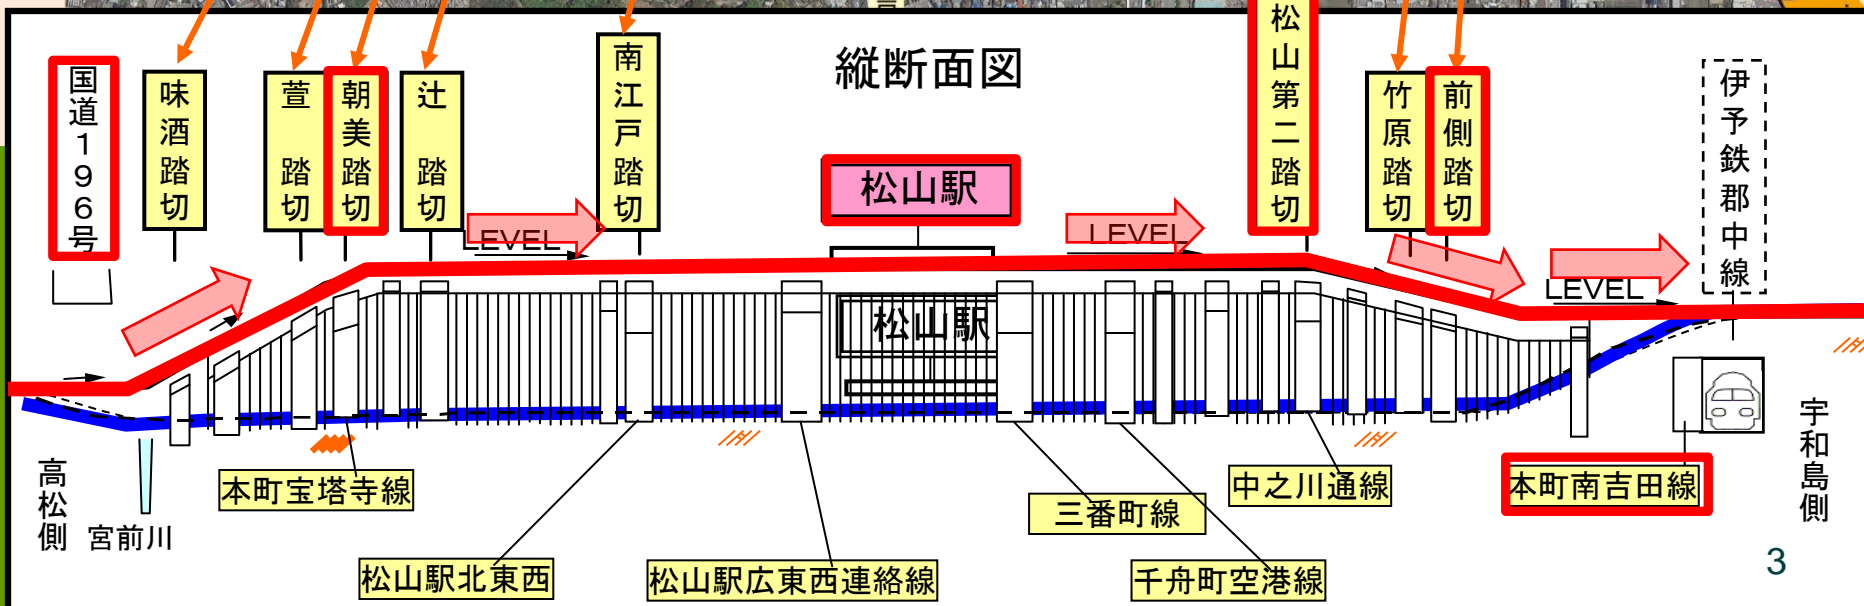 縦断面図
国道196号
味酒踏切
萱踏切
朝美踏切
辻踏切
南江戸踏切
松山駅
松山第二踏切
竹原踏切
前側踏切
伊予鉄郡中線
LEVEL
LEVEL
LEVEL
松山駅
高松側
宮前川
本町宝塔寺線
松山駅北東西
松山駅広東西連絡線
三番町線
千舟町空港線
中之川通線
本町南吉田線
宇和島側
3